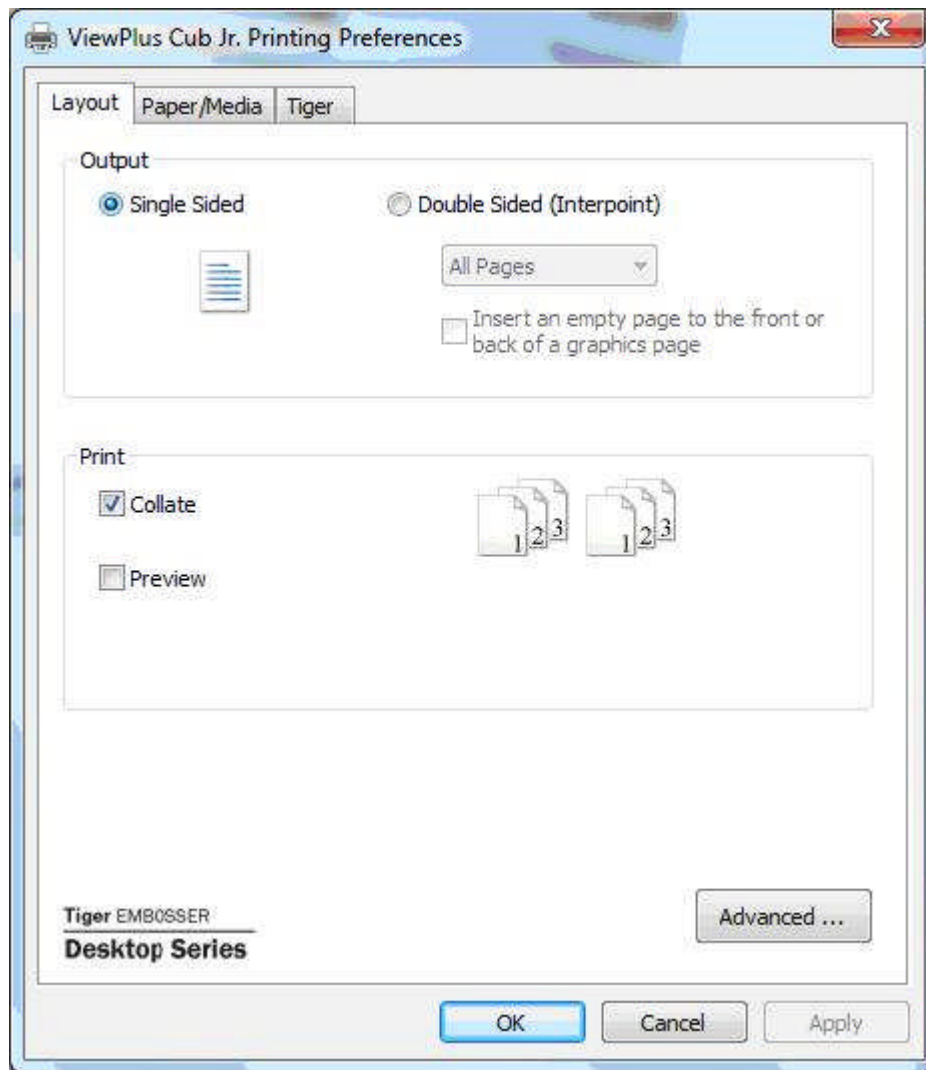 ViewPlus Cub Jr. Printing Preferences
Layout Paper/Media Tiger
Output
Single Sided Double Sided (Interpoint)
All Pages
Insert an empty page to the front or
back of a graphics page
Print
Collate
1 2 3 1 2 3
Preview
Tiger EMBOSSER
Desktop Series
Advanced ...
OK Cancel Apply